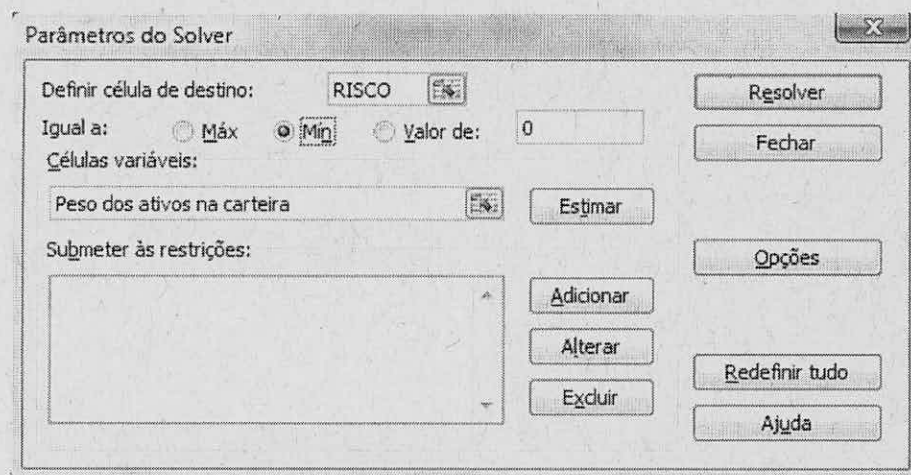 Parâmetros do Solver
Definir célula de destino: RISCO
Resolver
Igual a: Máx Mín Valor de: 0
Fechar
Células variáveis:
Peso dos ativos na carteira
Estimar
Submeter às restrições:
Opções
Adicionar
Alterar
Redefinir tudo
Excluir
Ajuda